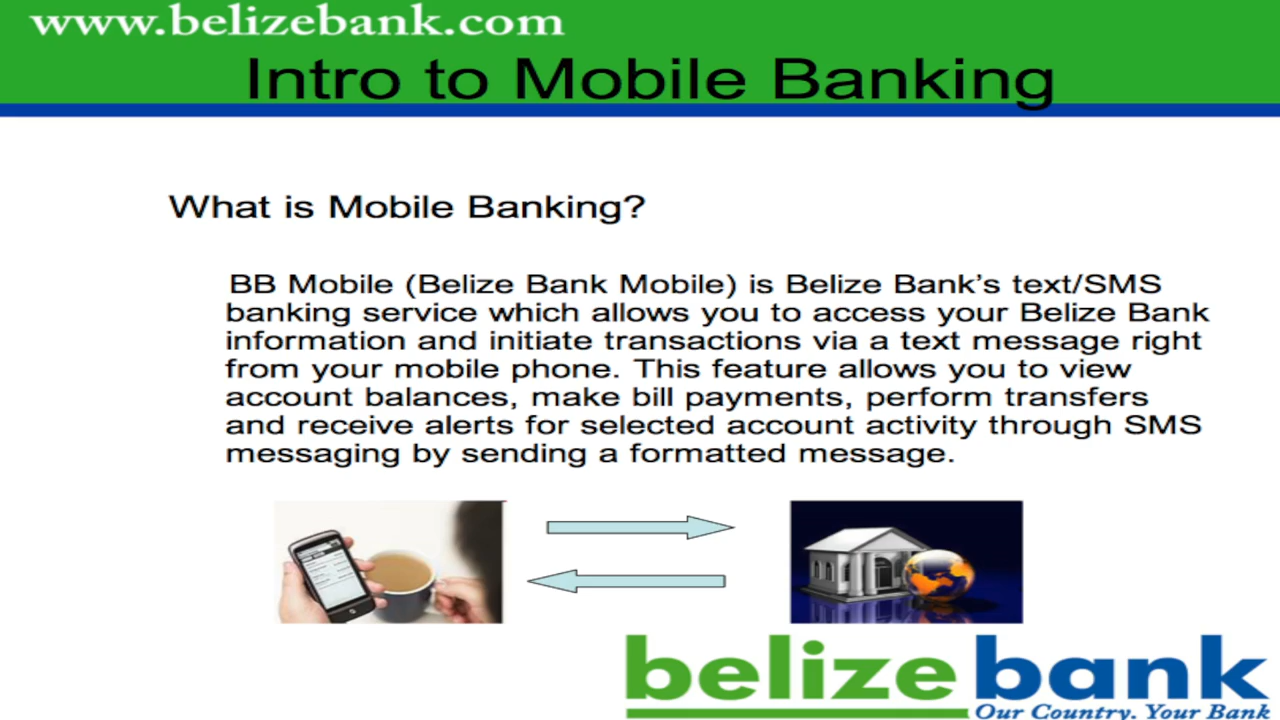 www.belizebank.com
Intro to Mobile Banking
What is Mobile Banking?
BB Mobile (Belize Bank Mobile) is Belize Bank’s text/SMS
banking service which allows you to access your Belize Bank
information and initiate transactions via a text message right
from your mobile phone. This feature allows you to view
account balances, make bill payments, perform transfers
and receive alerts for selected account activity through SMS
messaging by sending a formatted message.
belize bank
Our Country. Your Bank